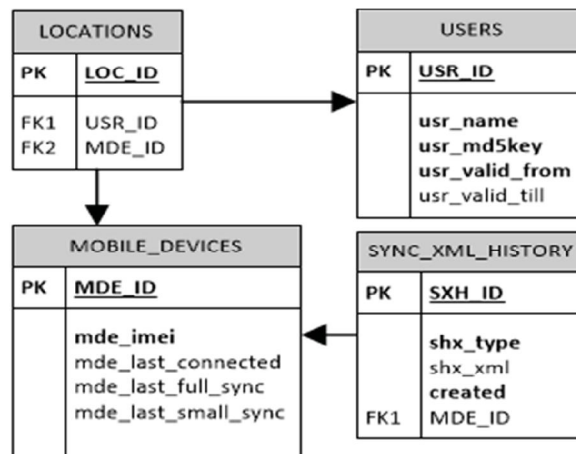 LOCATIONS
PK LOC_ID
FK1 USR_ID
FK2 MDE_ID
USERS
PK USR_ID
usr_name
usr_md5key
usr_valid_from
usr_valid_till
MOBILE_DEVICES
PK MDE_ID
mde_imei
mde_last_connected
mde_last_full_sync
mde_last_small_sync
SYNC_XML_HISTORY
PK SXH_ID
shx_type
shx_xml
created
FK1 MDE_ID